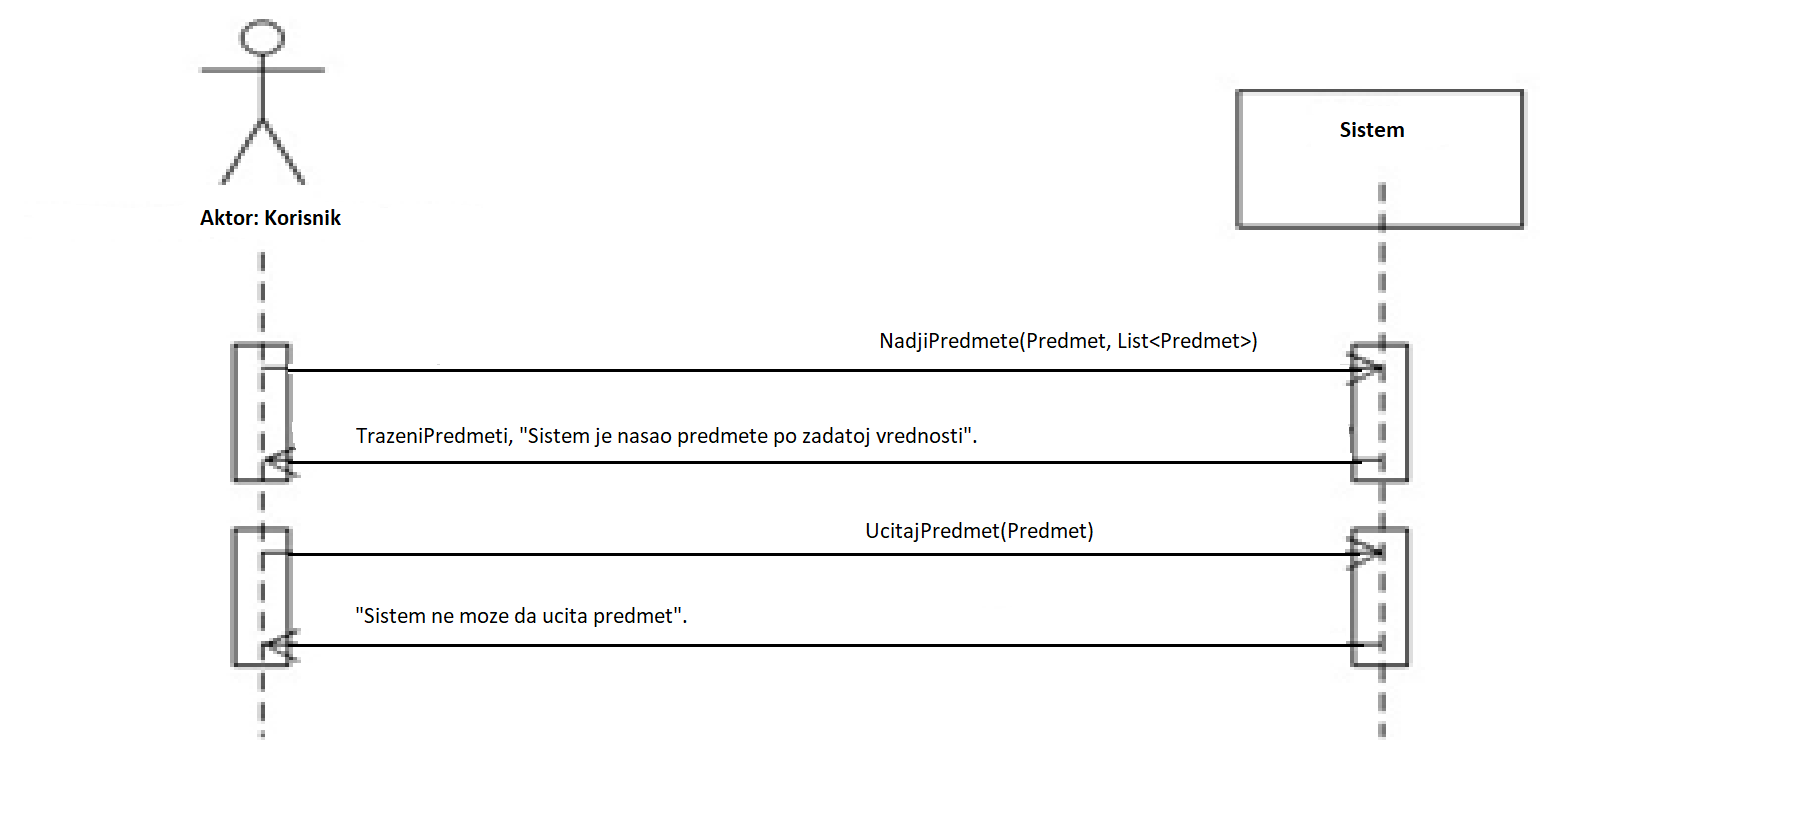 Sistem
Aktor: Korisnik
NadjiPredmete(Predmet, List<Predmet>)
TrazeniPredmeti, "Sistem je nasao predmete po zadatoj vrednosti".
UcitajPredmet(Predmet)
"Sistem ne moze da ucita predmet".